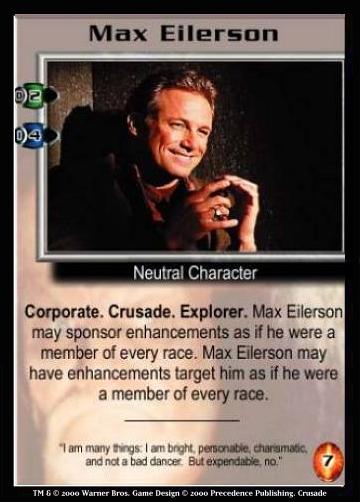 Max Eilerson
2
4
Neutral Character
Corporate. Crusade. Explorer. Max Eilerson
may sponsor enhancements as if he were a
member of every race. Max Eilerson may
have enhancements target him as if he were
a member of every race.
"I am many things: I am bright, personable, charismatic,
and not a bad dancer. But expendable, no."
7
TM & © 2000 Warner Bros. Game Design © 2000 Precedence Publishing. Crusade